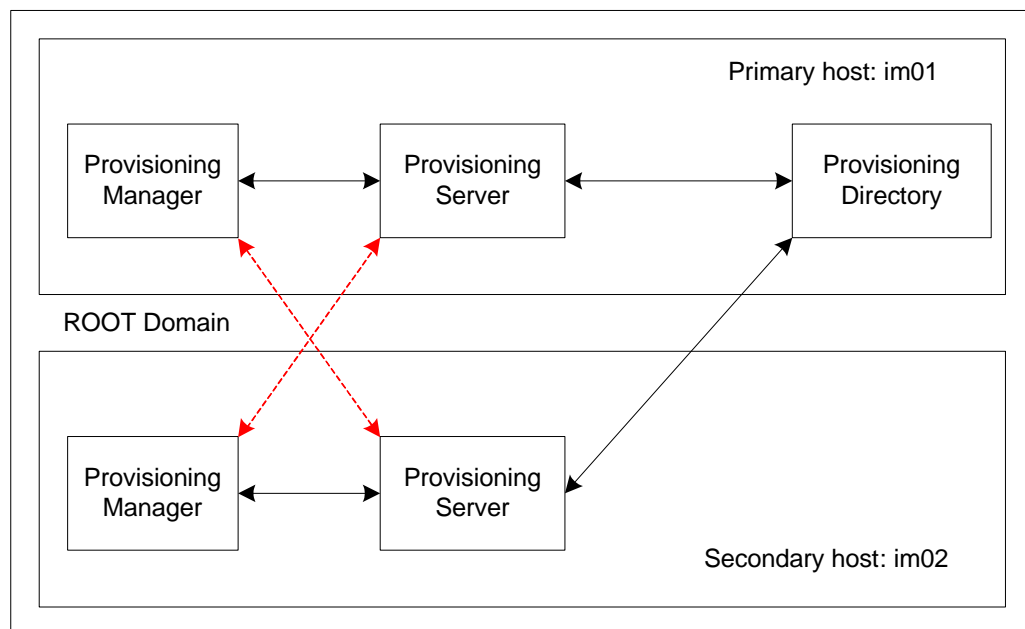 Primary host: im01
Provisioning
Manager
Provisioning
Server
Provisioning
Directory
ROOT Domain
Provisioning
Manager
Provisioning
Server
Secondary host: im02